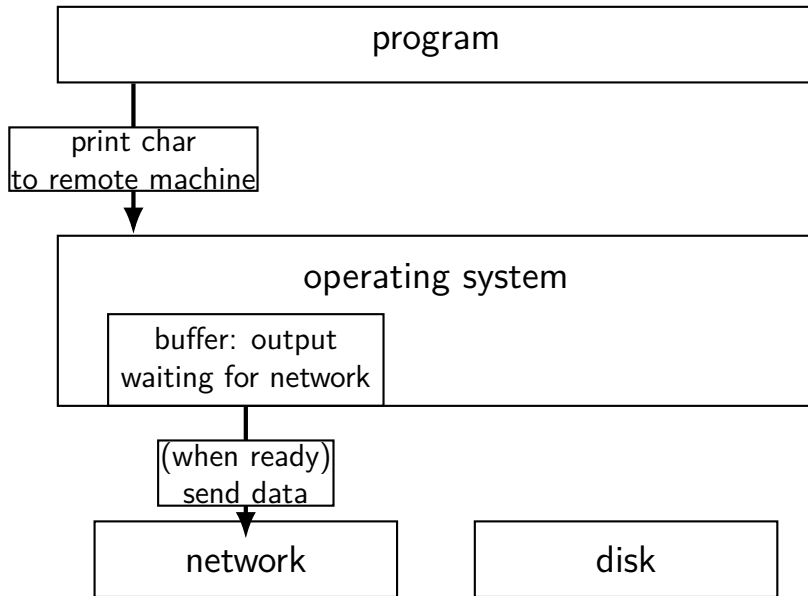 program
print char
to remote machine
operating system
buffer: output
waiting for network
(when ready)
send data
network
disk